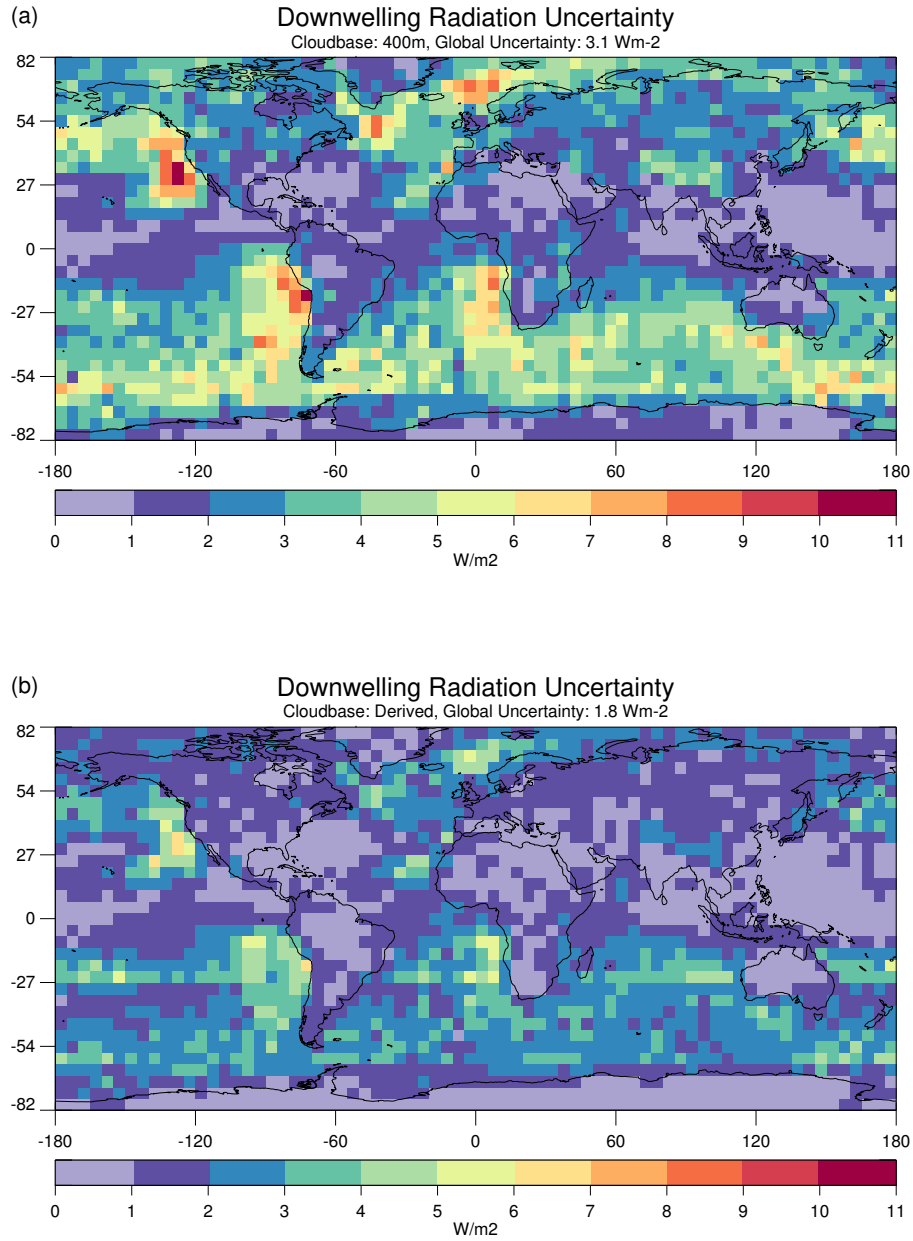 (a)
Downwelling Radiation Uncertainty
Cloudbase: 400m, Global Uncertainty: 3.1 Wm-2
82
54
27
0
-27
-54
-82
-180 -120 -60 0 60 120 180
0 1 2 3 4 5 6 7 8 9 10 11
W/m2
(b)
Downwelling Radiation Uncertainty
Cloudbase: Derived, Global Uncertainty: 1.8 Wm-2
82
54
27
0
-27
-54
-82
-180 -120 -60 0 60 120 180
0 1 2 3 4 5 6 7 8 9 10 11
W/m2